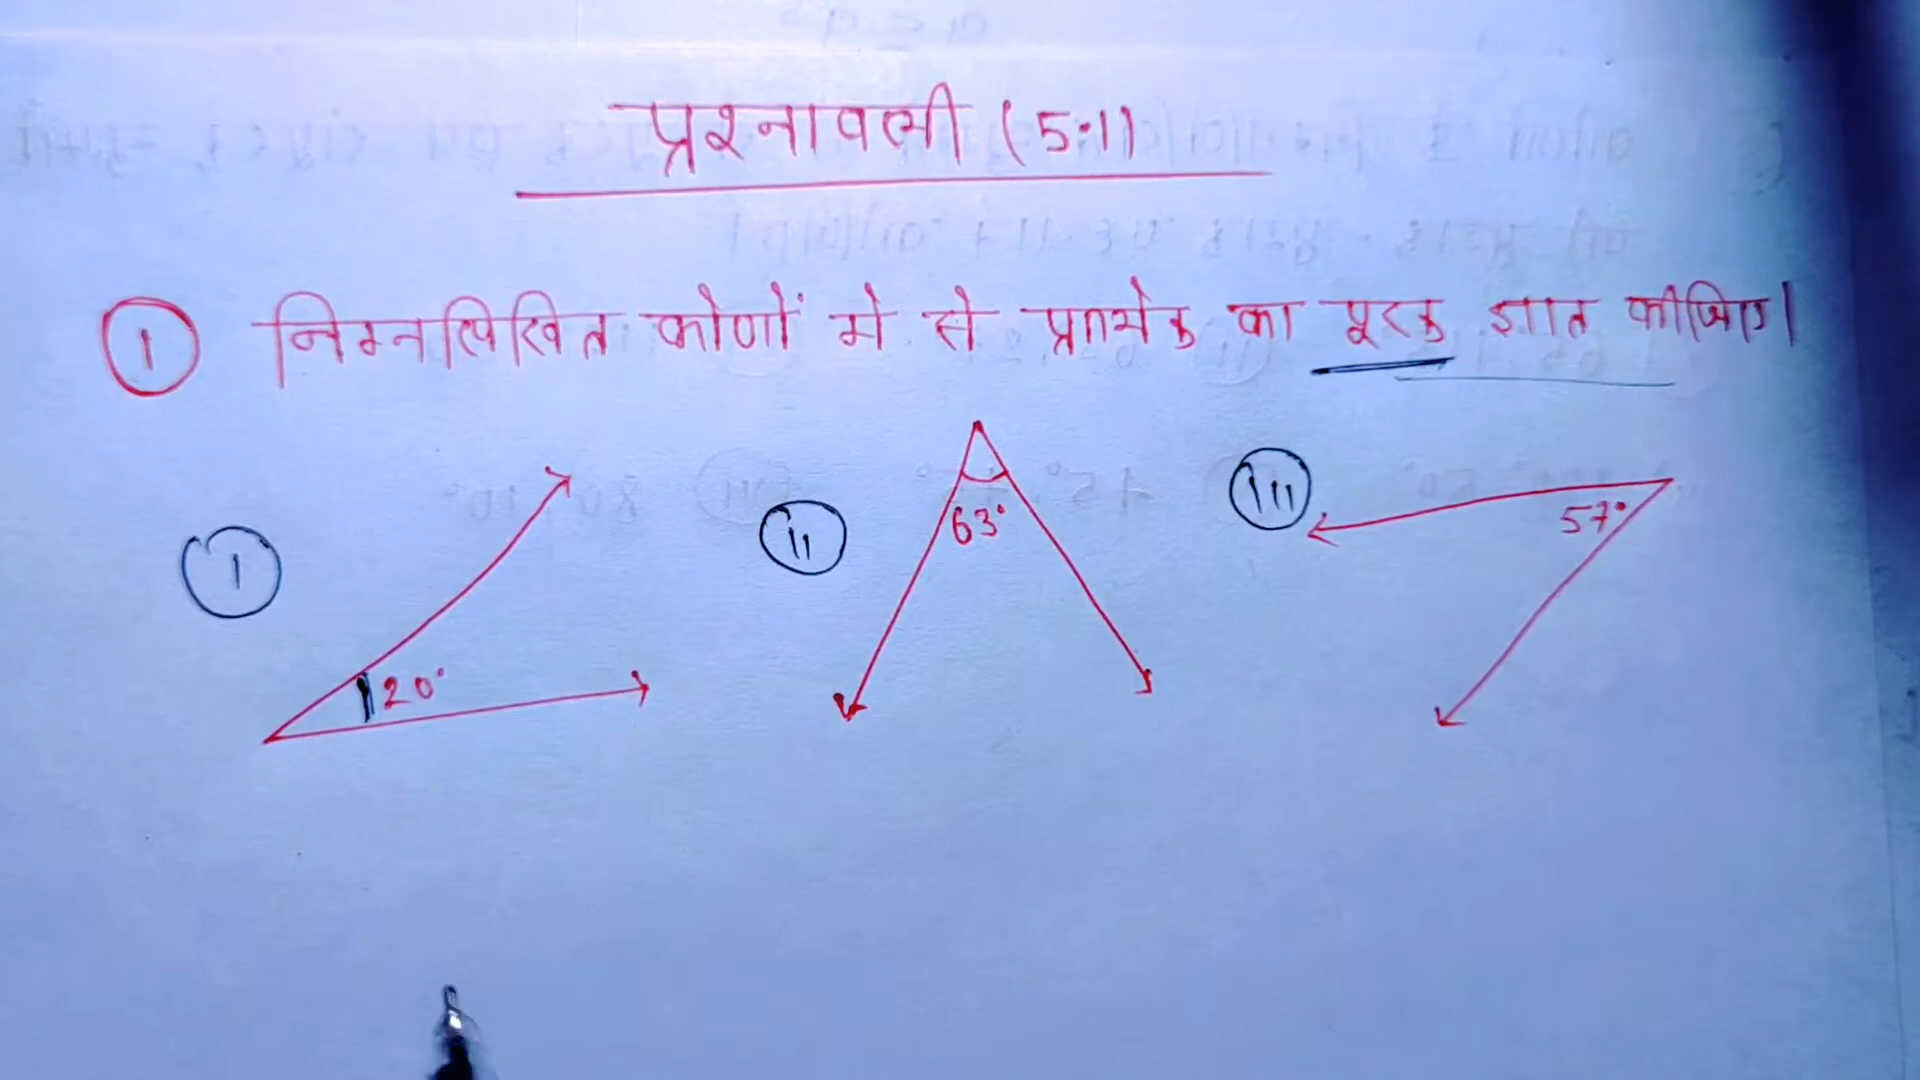 प्रश्नावली (5.1)
① निम्नलिखित कोणों मे से प्रत्येक का पूरक ज्ञात कीजिए।
(i) 20°
(ii) 63°
(iii) 57°